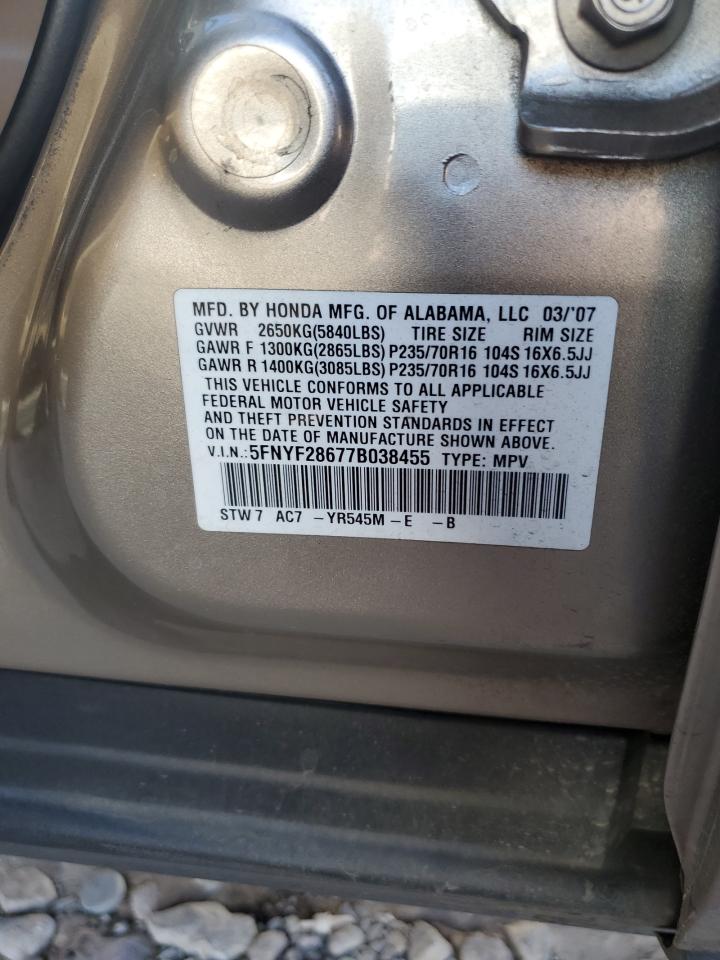 MFD. BY HONDA MFG. OF ALABAMA, LLC 03/'07
GVWR 2650KG(5840LBS) TIRE SIZE RIM SIZE
GAWR F 1300KG(2865LBS) P235/70R16 104S 16X6.5JJ
GAWR R 1400KG(3085LBS) P235/70R16 104S 16X6.5JJ
THIS VEHICLE CONFORMS TO ALL APPLICABLE
FEDERAL MOTOR VEHICLE SAFETY
AND THEFT PREVENTION STANDARDS IN EFFECT
ON THE DATE OF MANUFACTURE SHOWN ABOVE.
V.I.N.:5FNYF28677B038455 TYPE: MPV
STW 7 AC7 -YR545M -E -B